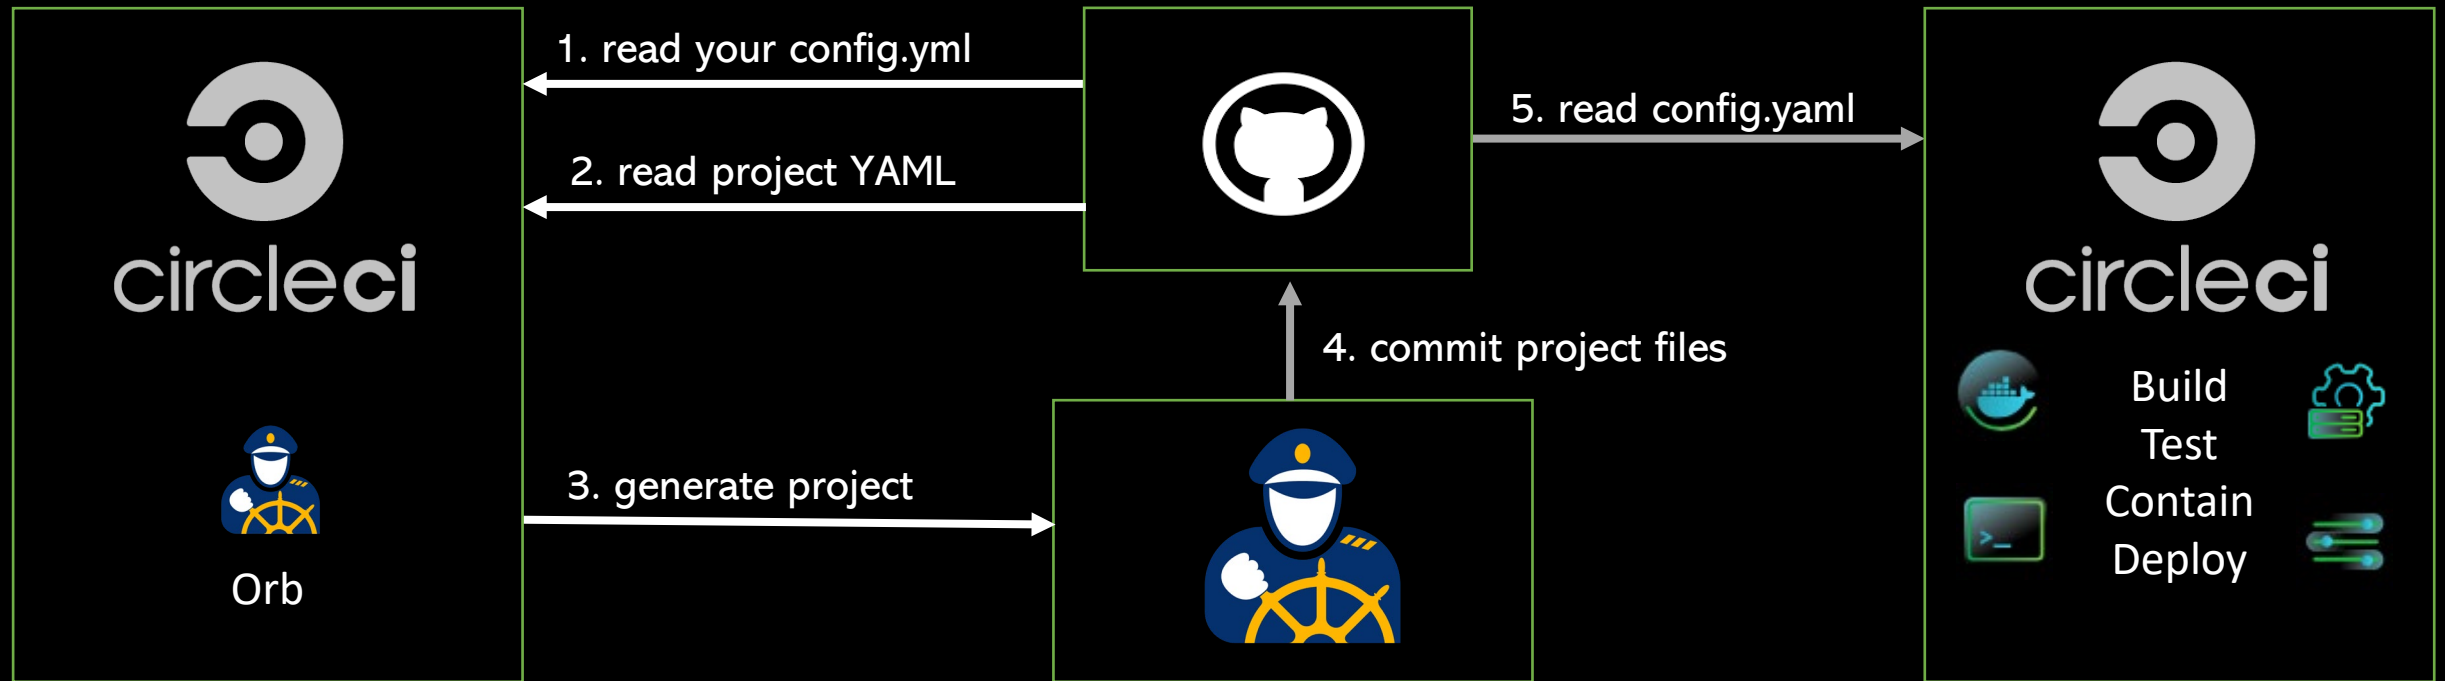 circleci
Orb
1. read your config.yml
2. read project YAML
3. generate project
4. commit project files
5. read config.yaml
circleci
Build
Test
Contain
Deploy
>_